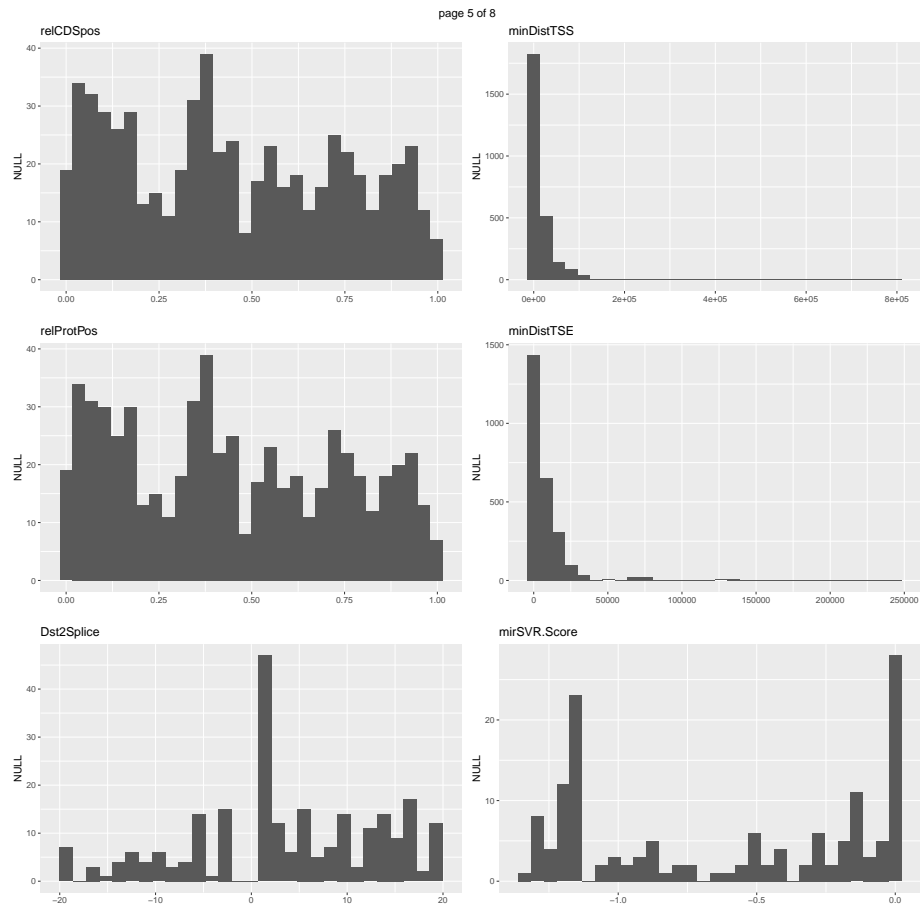 page 5 of 8
relCDSpos
NULL
40
30
20
10
0
0.00 0.25 0.50 0.75 1.00
minDistTSS
NULL
1500
1000
500
0
0e+00 2e+05 4e+05 6e+05 8e+05
relProtPos
NULL
40
30
20
10
0
0.00 0.25 0.50 0.75 1.00
minDistTSE
NULL
1500
1000
500
0
0 50000 100000 150000 200000 250000
Dst2Splice
NULL
40
30
20
10
0
−20 −10 0 10 20
mirSVR.Score
NULL
20
10
0
−1.0 −0.5 0.0